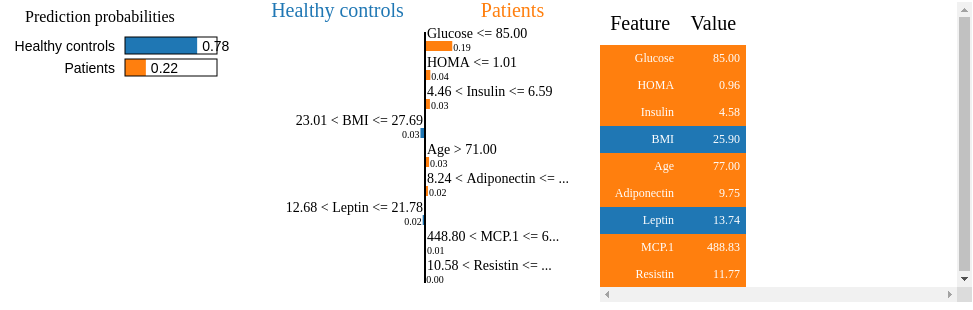 Prediction probabilities
Healthy controls 0.78
Patients 0.22
Healthy controls Patients
Glucose <= 85.00
0.19
HOMA <= 1.01
0.04
4.46 < Insulin <= 6.59
0.03
23.01 < BMI <= 27.69
0.03
Age > 71.00
0.03
8.24 < Adiponectin <= ...
0.02
12.68 < Leptin <= 21.78
0.02
448.80 < MCP.1 <= 6...
0.01
10.58 < Resistin <= ...
0.00
Feature Value
Glucose 85.00
HOMA 0.96
Insulin 4.58
BMI 25.90
Age 77.00
Adiponectin 9.75
Leptin 13.74
MCP.1 488.83
Resistin 11.77